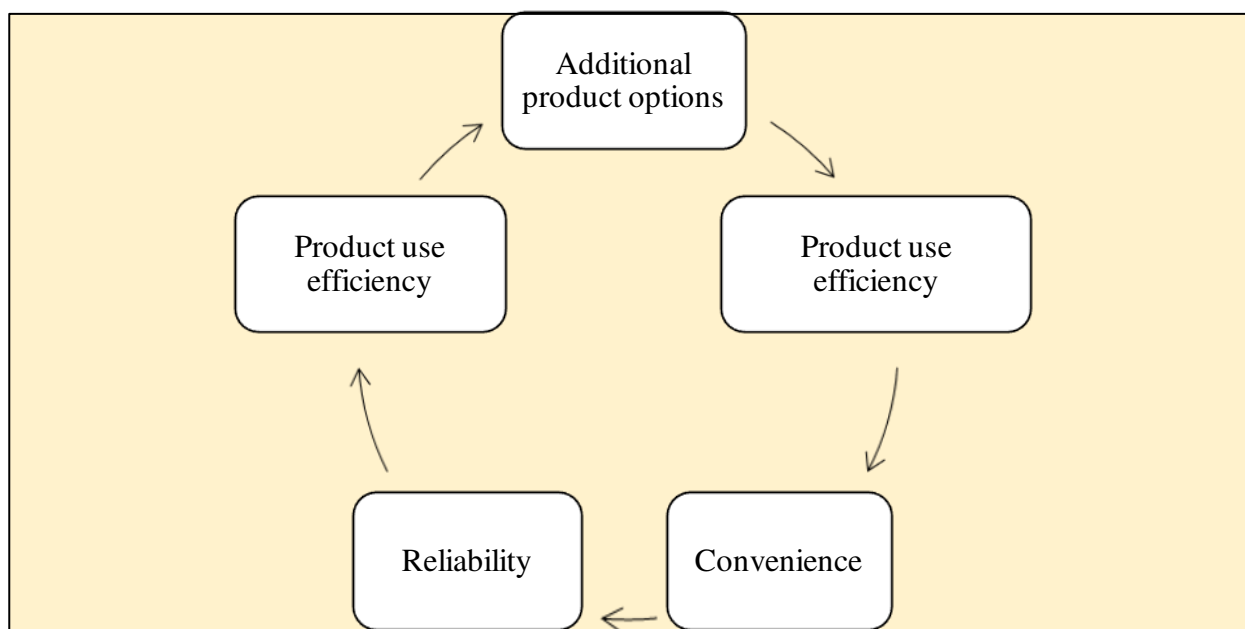 Additional
product options
Product use
efficiency
Product use
efficiency
Reliability
Convenience